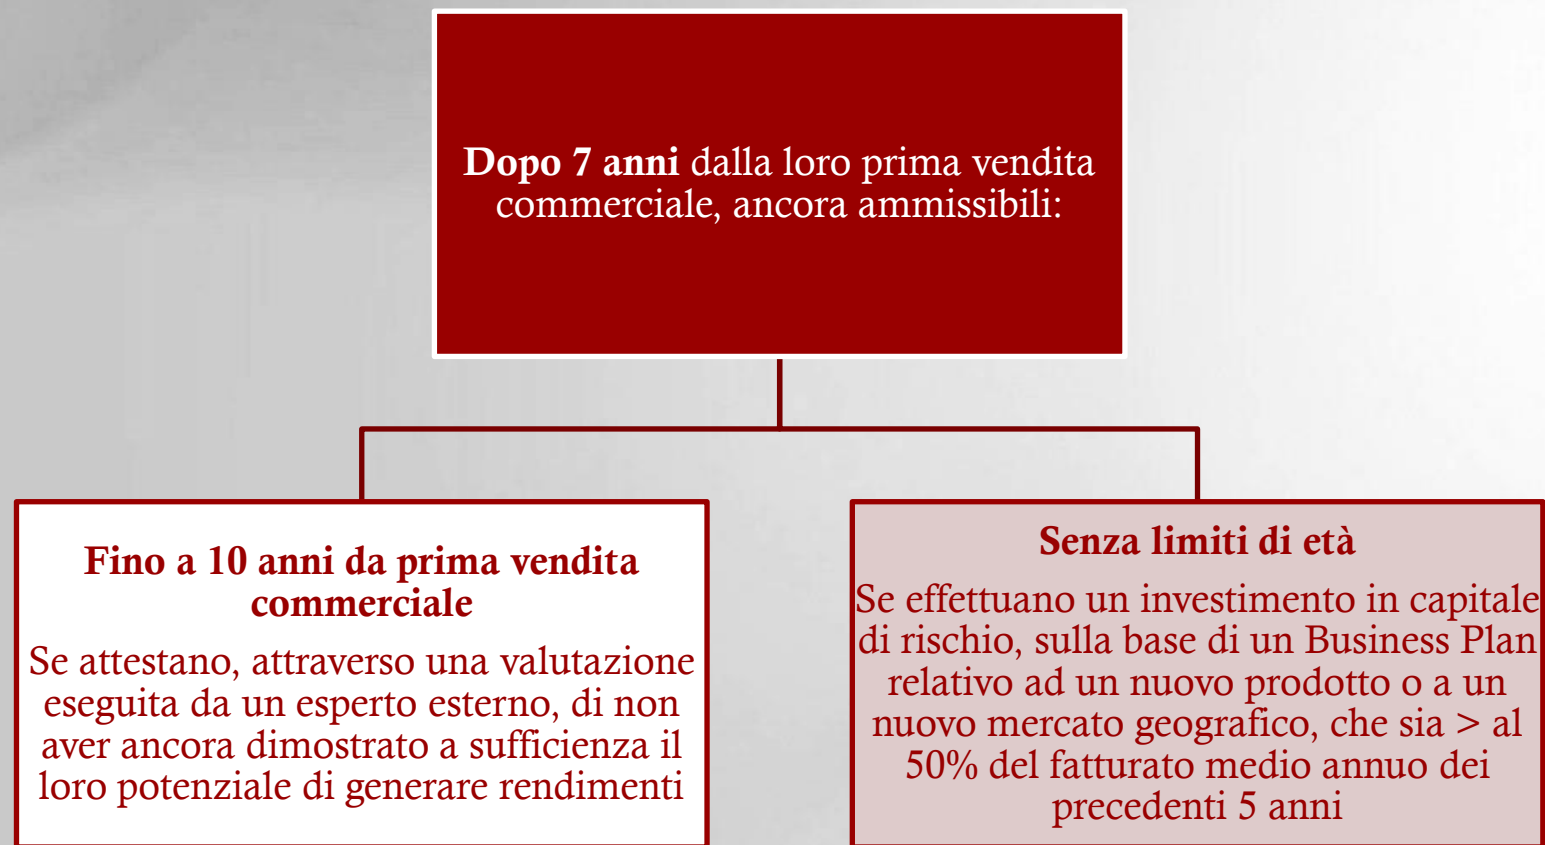 Dopo 7 anni dalla loro prima vendita
commerciale, ancora ammissibili:
Fino a 10 anni da prima vendita
commerciale
Se attestano, attraverso una valutazione
eseguita da un esperto esterno, di non
aver ancora dimostrato a sufficienza il
loro potenziale di generare rendimenti
Senza limiti di età
Se effettuano un investimento in capitale
di rischio, sulla base di un Business Plan
relativo ad un nuovo prodotto o a un
nuovo mercato geografico, che sia > al
50% del fatturato medio annuo dei
precedenti 5 anni